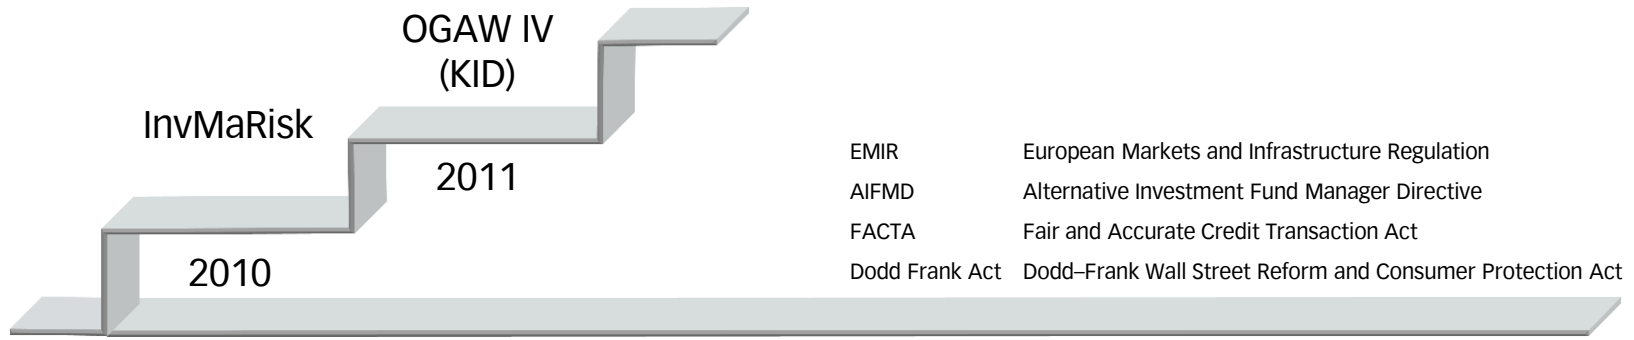 OGAW IV
(KID)
InvMaRisk
2011
2010
EMIR European Markets and Infrastructure Regulation
AIFMD Alternative Investment Fund Manager Directive
FACTA Fair and Accurate Credit Transaction Act
Dodd Frank Act Dodd–Frank Wall Street Reform and Consumer Protection Act